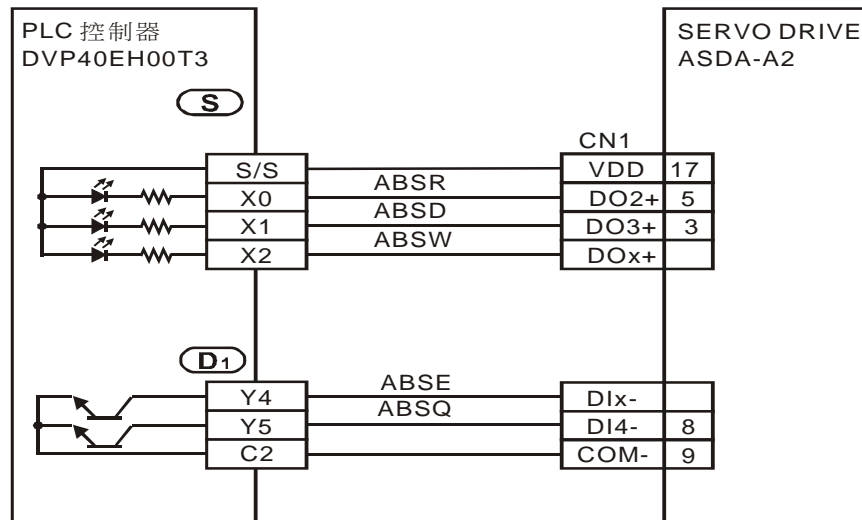 PLC 控制器
DVP40EH00T3
SERVO DRIVE
ASDA-A2
S
CN1
S/S
VDD 17
X0 ABSR DO2+ 5
X1 ABSD DO3+ 3
X2 ABSW DOx+
D1
Y4 ABSE DIx-
Y5 ABSQ DI4- 8
C2 COM- 9